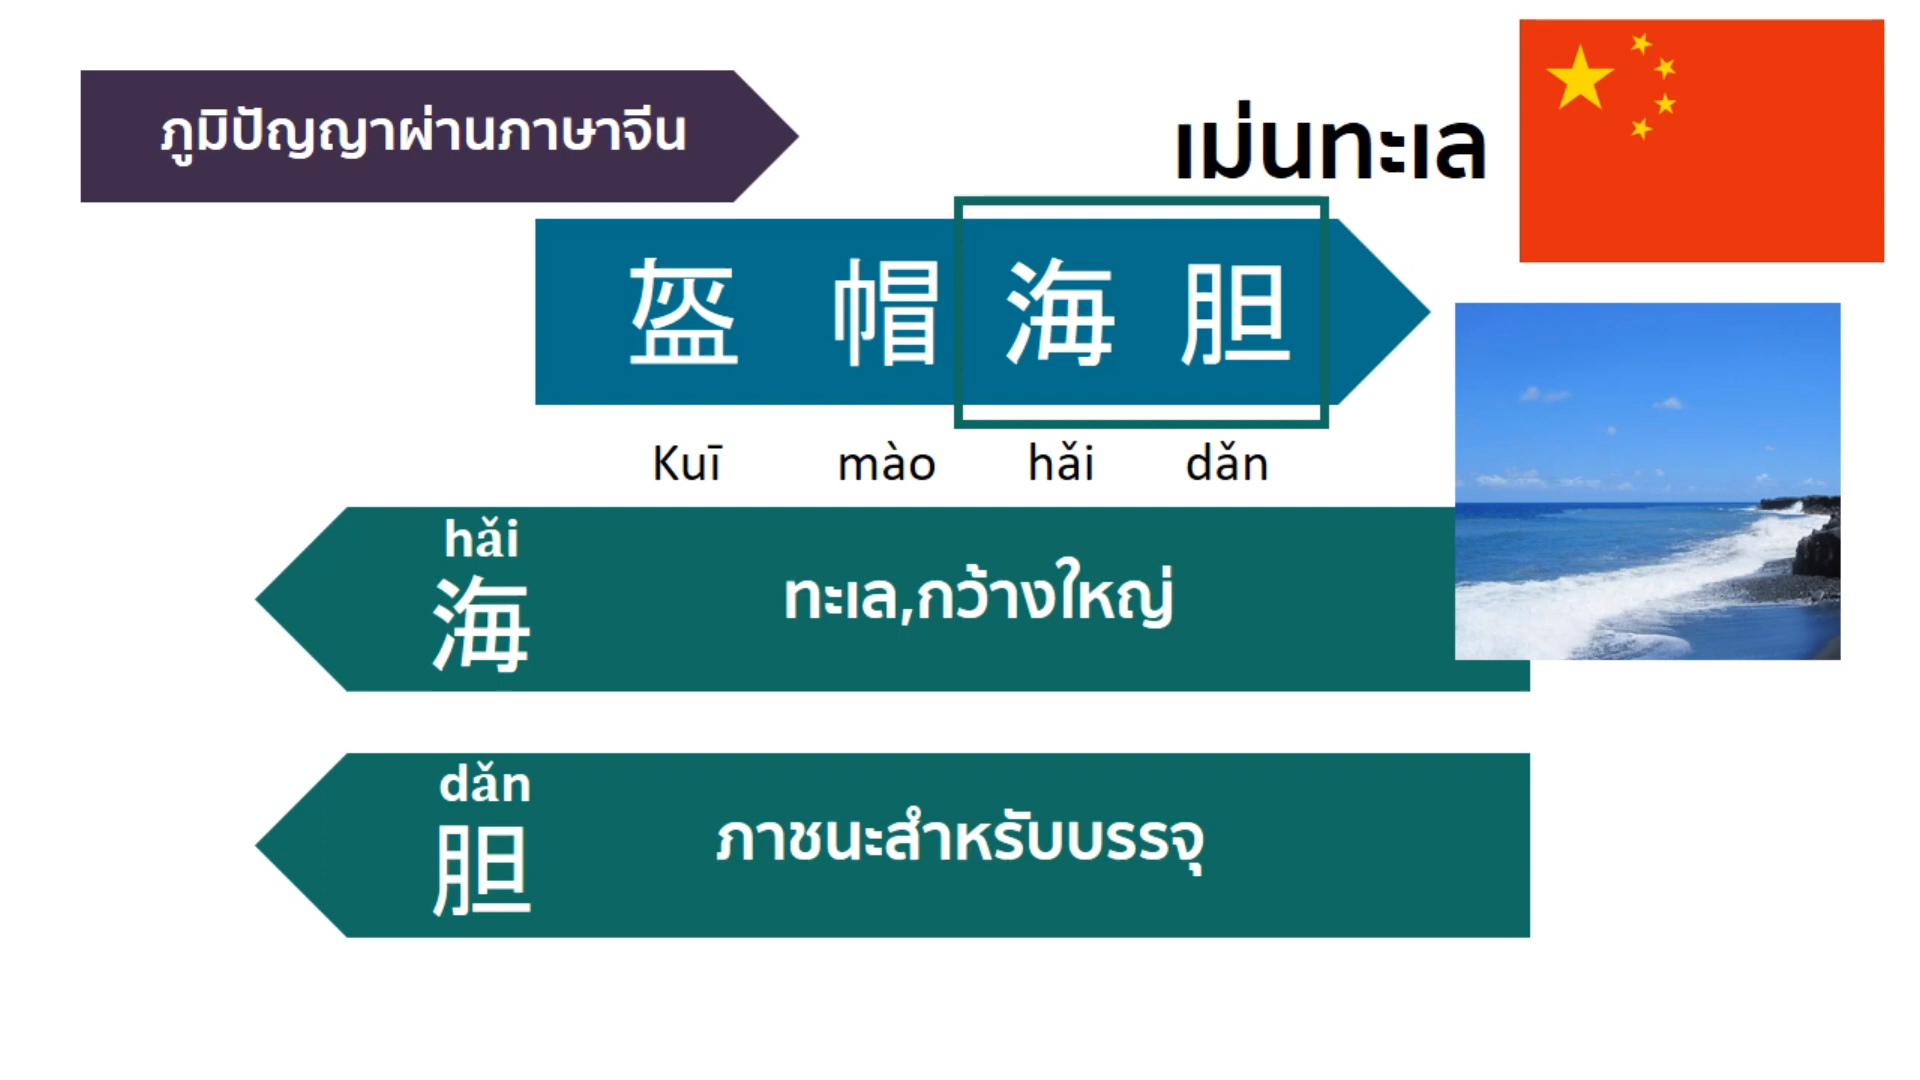 ภูมิปัญญาผ่านภาษาจีน
เม่นทะเล
盔 帽 海 胆
Kuī mào hǎi dǎn
hǎi
海
ทะเล,กว้างใหญ่
dǎn
胆
ภาชนะสำหรับบรรจุ